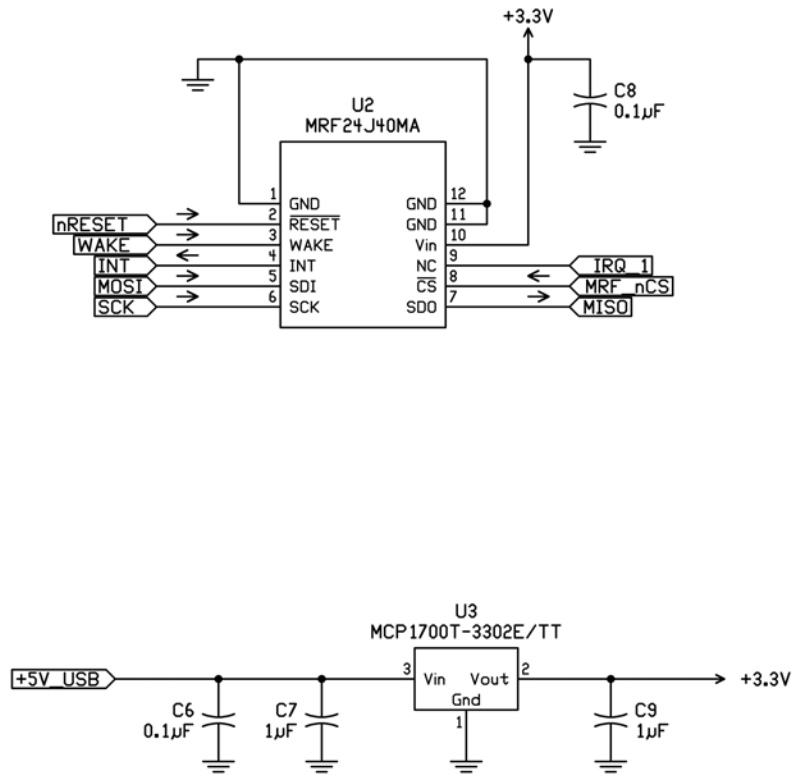 +3.3V
C8
0.1µF
U2
MRF24J40MA
1 GND GND 12
nRESET 2 RESET GND 11
WAKE 3 WAKE Vin 10
INT 4 INT NC 9 IRQ_1
MOSI 5 SDI CS 8 MRF_nCS
SCK 6 SCK SDO 7 MISO
U3
MCP1700T-3302E/TT
+5V_USB 3 Vin Vout 2 +3.3V
Gnd
1
C6 C7 C9
0.1µF 1µF 1µF